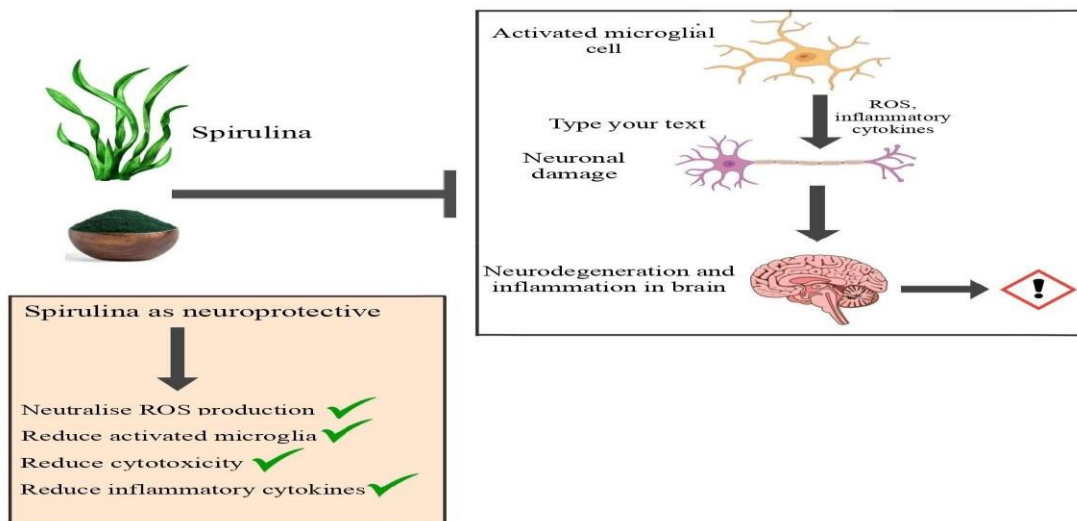 Spirulina
Activated microglial
cell
ROS,
inflammatory
cytokines
Type your text
Neuronal
damage
Neurodegeneration and
inflammation in brain
!
Spirulina as neuroprotective
Neutralise ROS production
Reduce activated microglia
Reduce cytotoxicity
Reduce inflammatory cytokines